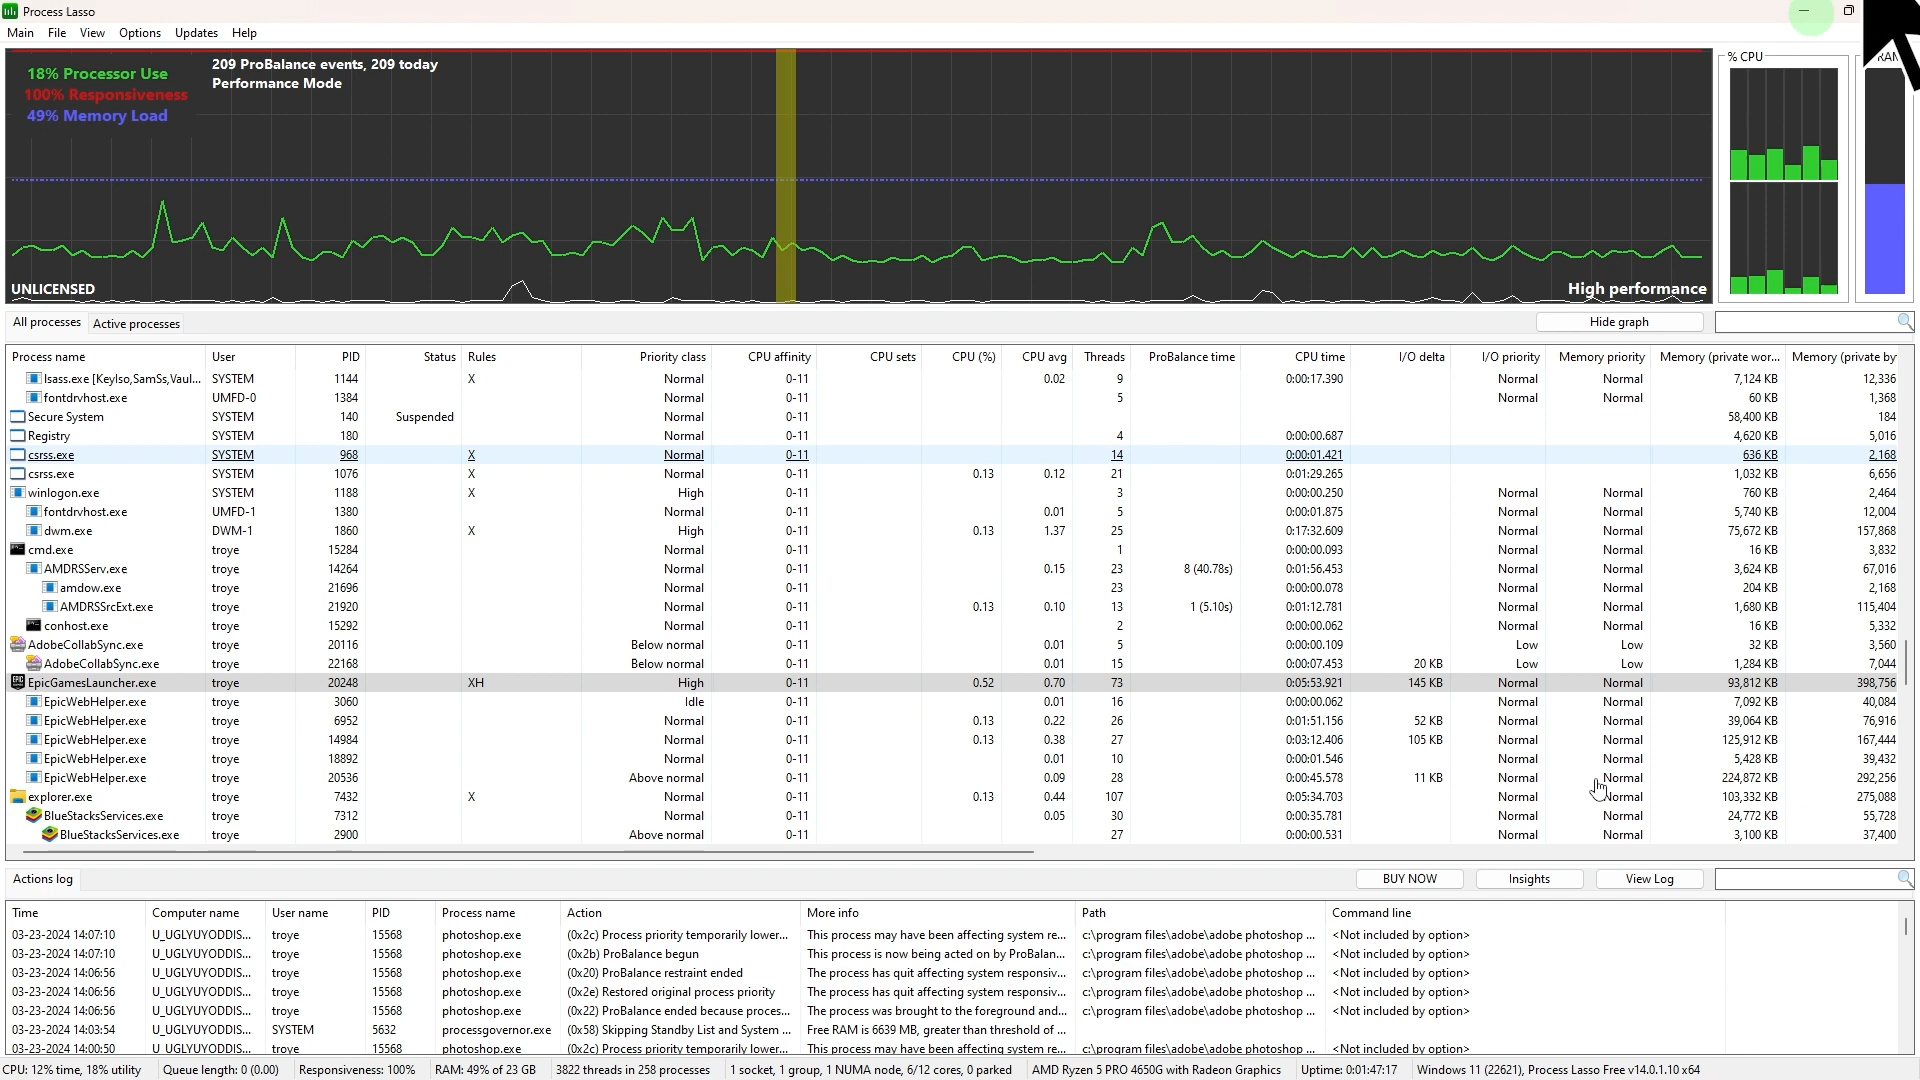 Process Lasso
Main File View Options Updates Help
18% Processor Use
100% Responsiveness
49% Memory Load
209 ProBalance events, 209 today
Performance Mode
UNLICENSED
High performance
% CPU
All processes Active processes Hide graph
Process name User PID Status Rules Priority class CPU affinity CPU sets CPU (%) CPU avg Threads ProBalance time CPU time I/O delta I/O priority Memory priority Memory (private wor... Memory (private by
lsass.exe [KeyIso,SamSs,Vaul... SYSTEM 1144 X Normal 0-11 0.02 9 0:00:17.390 Normal Normal 7,124 KB 12,336
fontdrvhost.exe UMFD-0 1384 Normal 0-11 5 Normal Normal 60 KB 1,368
Secure System SYSTEM 140 Suspended Normal 0-11 58,400 KB 184
Registry SYSTEM 180 Normal 0-11 4 0:00:00.687 4,620 KB 5,016
csrss.exe SYSTEM 968 X Normal 0-11 14 0:00:01.421 636 KB 2,168
csrss.exe SYSTEM 1076 X Normal 0-11 0.13 0.12 21 0:01:29.265 1,032 KB 6,656
winlogon.exe SYSTEM 1188 X High 0-11 3 0:00:00.250 Normal Normal 760 KB 2,464
fontdrvhost.exe UMFD-1 1380 Normal 0-11 0.01 5 0:00:01.875 Normal Normal 5,740 KB 12,004
dwm.exe DWM-1 1860 X High 0-11 0.13 1.37 25 0:17:32.609 Normal Normal 75,672 KB 157,868
cmd.exe troye 15284 Normal 0-11 1 0:00:00.093 Normal Normal 16 KB 3,832
AMDRSServ.exe troye 14264 Normal 0-11 0.15 23 8 (40.78s) 0:01:56.453 Normal Normal 3,624 KB 67,016
amdow.exe troye 21696 Normal 0-11 23 0:00:00.078 Normal Normal 204 KB 2,168
AMDRSSrcExt.exe troye 21920 Normal 0-11 0.13 0.10 13 1 (5.10s) 0:01:12.781 Normal Normal 1,680 KB 115,404
conhost.exe troye 15292 Normal 0-11 2 0:00:00.062 Normal Normal 16 KB 5,332
AdobeCollabSync.exe troye 20116 Below normal 0-11 0.01 5 0:00:00.109 Low Low 32 KB 3,560
AdobeCollabSync.exe troye 22168 Below normal 0-11 0.01 15 0:00:07.453 20 KB Low Low 1,284 KB 7,044
EpicGamesLauncher.exe troye 20248 XH High 0-11 0.52 0.70 73 0:05:53.921 145 KB Normal Normal 93,812 KB 398,756
EpicWebHelper.exe troye 3060 Idle 0-11 0.01 16 0:00:00.062 Normal Normal 7,092 KB 40,084
EpicWebHelper.exe troye 6952 Normal 0-11 0.13 0.22 26 0:01:51.156 52 KB Normal Normal 39,064 KB 76,916
EpicWebHelper.exe troye 14984 Normal 0-11 0.13 0.38 27 0:03:12.406 105 KB Normal Normal 125,912 KB 167,444
EpicWebHelper.exe troye 18892 Normal 0-11 0.01 10 0:00:01.546 Normal Normal 5,428 KB 39,432
EpicWebHelper.exe troye 20536 Above normal 0-11 0.09 28 0:00:45.578 11 KB Normal Normal 224,872 KB 292,256
explorer.exe troye 7432 X Normal 0-11 0.13 0.44 107 0:05:34.703 Normal Normal 103,332 KB 275,088
BlueStacksServices.exe troye 7312 Normal 0-11 0.05 30 0:00:35.781 Normal Normal 24,772 KB 55,728
BlueStacksServices.exe troye 2900 Above normal 0-11 27 0:00:00.531 Normal Normal 3,100 KB 37,400
Actions log BUY NOW Insights View Log
Time Computer name User name PID Process name Action More info Path Command line
03-23-2024 14:07:10 U_UGLYUYODDIS... troye 15568 photoshop.exe (0x2c) Process priority temporarily lower... This process may have been affecting system re... c:\program files\adobe\adobe photoshop ... <Not included by option>
03-23-2024 14:07:10 U_UGLYUYODDIS... troye 15568 photoshop.exe (0x2b) ProBalance begun This process is now being acted on by ProBalan... c:\program files\adobe\adobe photoshop ... <Not included by option>
03-23-2024 14:06:56 U_UGLYUYODDIS... troye 15568 photoshop.exe (0x20) ProBalance restraint ended The process has quit affecting system responsiv... c:\program files\adobe\adobe photoshop ... <Not included by option>
03-23-2024 14:06:56 U_UGLYUYODDIS... troye 15568 photoshop.exe (0x2e) Restored original process priority The process has quit affecting system responsiv... c:\program files\adobe\adobe photoshop ... <Not included by option>
03-23-2024 14:06:56 U_UGLYUYODDIS... troye 15568 photoshop.exe (0x22) ProBalance ended because proces... The process was brought to the foreground and... c:\program files\adobe\adobe photoshop ... <Not included by option>
03-23-2024 14:03:54 U_UGLYUYODDIS... SYSTEM 5632 processgovernor.exe (0x58) Skipping Standby List and System ... Free RAM is 6639 MB, greater than threshold of ...
03-23-2024 14:00:50 U_UGLYUYODDIS... troye 15568 photoshop.exe (0x2c) Process priority temporarily lower... This process may have been affecting system re... c:\program files\adobe\adobe photoshop ... <Not included by option>
CPU: 12% time, 18% utility Queue length: 0 (0.00) Responsiveness: 100% RAM: 49% of 23 GB 3822 threads in 258 processes 1 socket, 1 group, 1 NUMA node, 6/12 cores, 0 parked AMD Ryzen 5 PRO 4650G with Radeon Graphics Uptime: 0:01:47:17 Windows 11 (22621), Process Lasso Free v14.0.1.10 x64